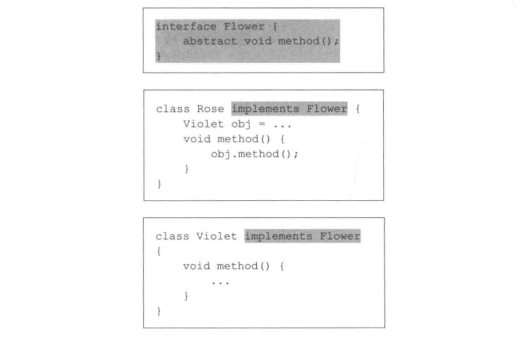 interface Flower {
    abstract void method();
}
class Rose implements Flower {
    Violet obj = ...
    void method() {
        obj.method();
    }
}
class Violet implements Flower
{
    void method() {
        ...
    }
}